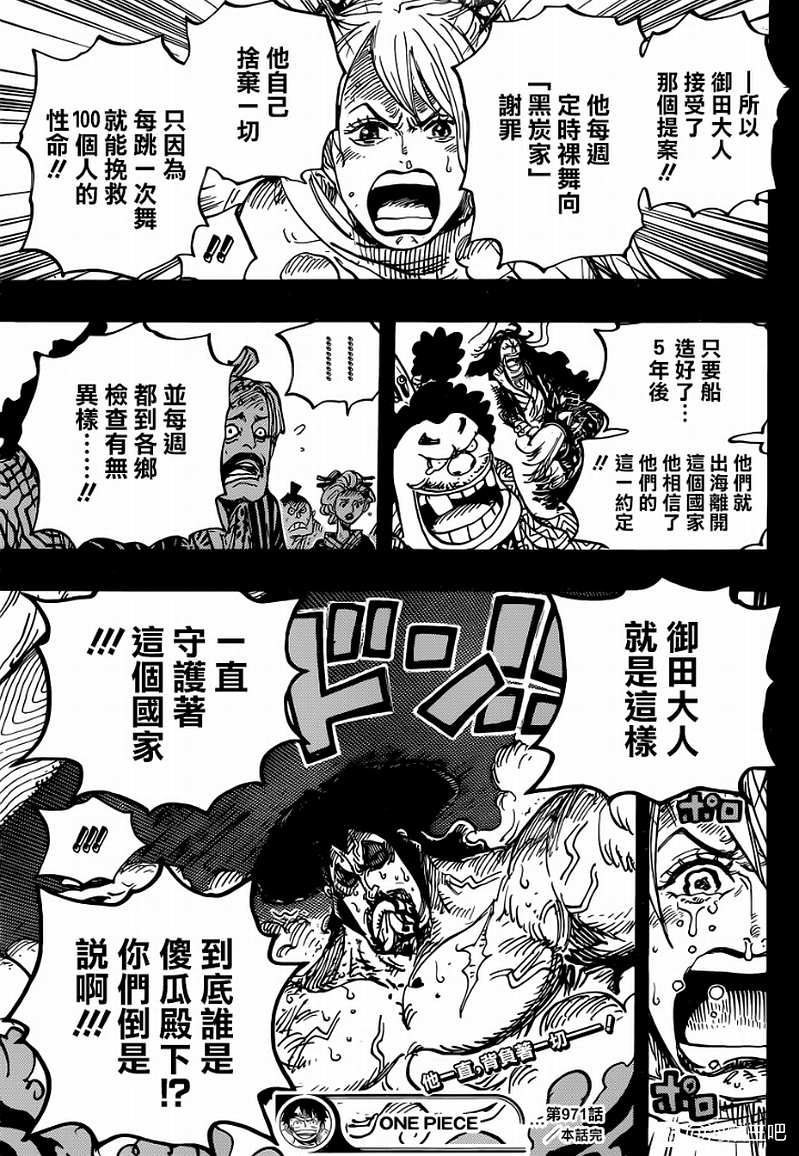 —所以
御田大人
接受了
那個提案!!
他每週
定時裸舞向
「黑炭家」
謝罪
他自己
捨棄一切
只因為
每跳一次舞
就能挽救
100個人的
性命!!
!!
只要船
造好了…
5年後
他們就
出海離開
這個國家
他相信了
他們的
這一約定
!!
………
………
並每週
都到各鄉
檢查有無
異樣……!!
御田大人
就是這樣
一直
守護著
這個國家
!!!
ドン
ポロ
!!!
到底誰是
傻瓜殿下!?
你們倒是
說啊!!!
ポロ
他一直,背負著一切——!
ONE PIECE
第971話
…/本話完